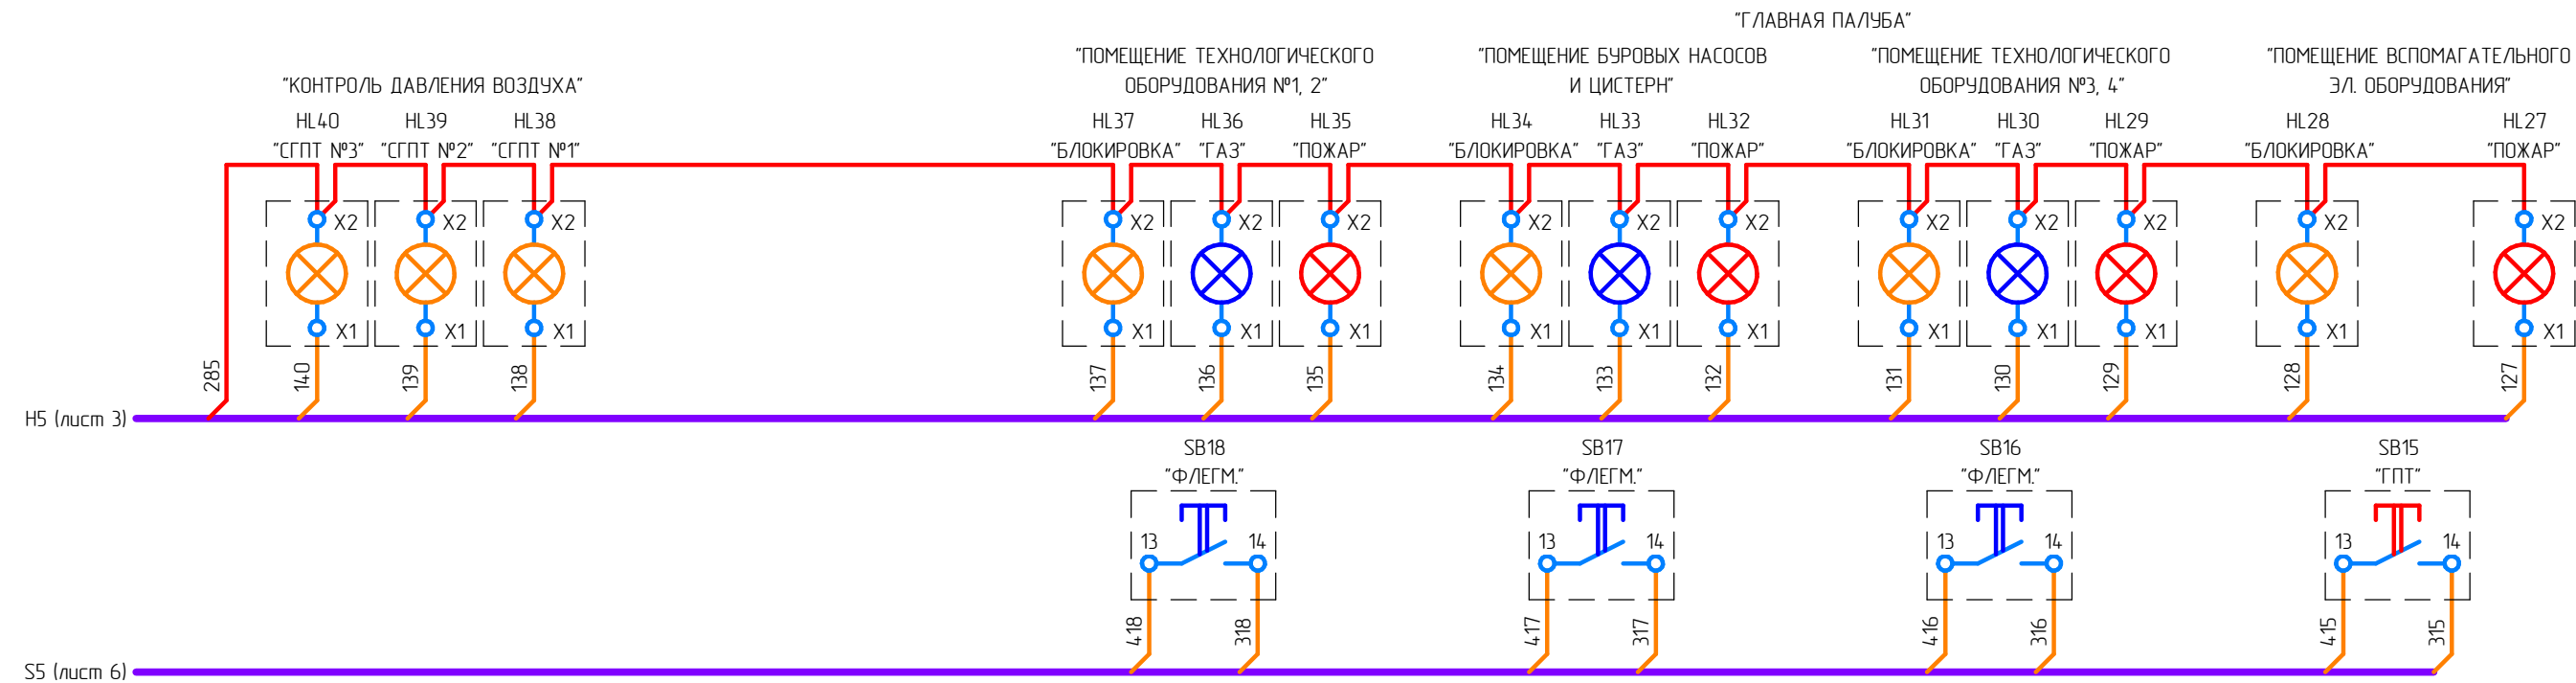 "ГЛАВНАЯ ПАЛУБА"
"КОНТРОЛЬ ДАВЛЕНИЯ ВОЗДУХА"
"ПОМЕЩЕНИЕ ТЕХНОЛОГИЧЕСКОГО
ОБОРУДОВАНИЯ №1, 2"
"ПОМЕЩЕНИЕ БУРОВЫХ НАСОСОВ
И ЦИСТЕРН"
"ПОМЕЩЕНИЕ ТЕХНОЛОГИЧЕСКОГО
ОБОРУДОВАНИЯ №3, 4"
"ПОМЕЩЕНИЕ ВСПОМАГАТЕЛЬНОГО
ЭЛ. ОБОРУДОВАНИЯ"
HL40 HL39 HL38 HL37 HL36 HL35 HL34 HL33 HL32 HL31 HL30 HL29 HL28 HL27
"СГПТ №3" "СГПТ №2" "СГПТ №1" "БЛОКИРОВКА" "ГАЗ" "ПОЖАР" "БЛОКИРОВКА" "ГАЗ" "ПОЖАР" "БЛОКИРОВКА" "ГАЗ" "ПОЖАР" "БЛОКИРОВКА" "ПОЖАР"
X2 X2 X2 X2 X2 X2 X2 X2 X2 X2 X2 X2 X2 X2
X1 X1 X1 X1 X1 X1 X1 X1 X1 X1 X1 X1 X1 X1
285 140 139 138 137 136 135 134 133 132 131 130 129 128 127
H5 (лист 3)
SB18 SB17 SB16 SB15
"ФЛЕГМ." "ФЛЕГМ." "ФЛЕГМ." "ГПТ"
13 14 13 14 13 14 13 14
418 318 417 317 416 316 415 315
S5 (лист 6)